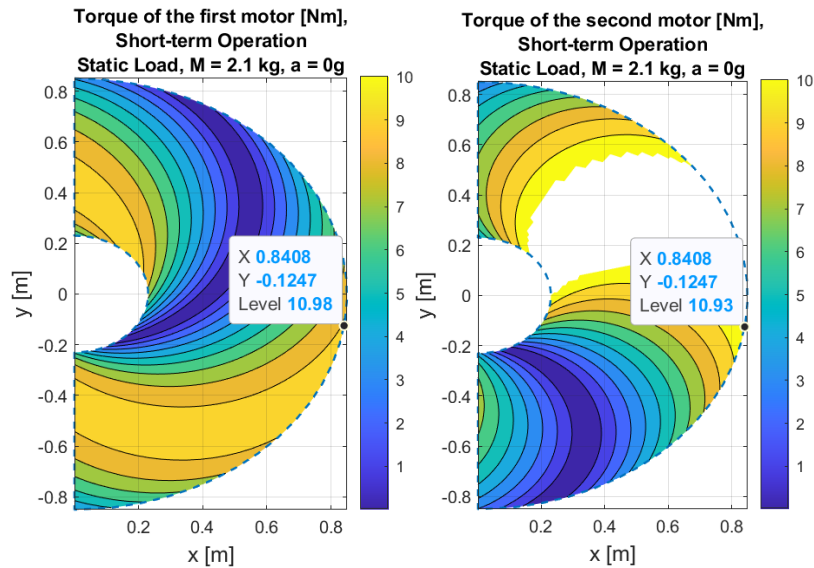 Torque of the first motor [Nm],
Short-term Operation
Static Load, M = 2.1 kg, a = 0g
0.8
0.6
0.4
0.2
0
-0.2
-0.4
-0.6
-0.8
y [m]
0.2
0.4
0.6
0.8
x [m]
X 0.8408
Y -0.1247
Level 10.98
10
9
8
7
6
5
4
3
2
1
Torque of the second motor [Nm],
Short-term Operation
Static Load, M = 2.1 kg, a = 0g
0.8
0.6
0.4
0.2
0
-0.2
-0.4
-0.6
-0.8
y [m]
0.2
0.4
0.6
0.8
x [m]
X 0.8408
Y -0.1247
Level 10.93
10
9
8
7
6
5
4
3
2
1